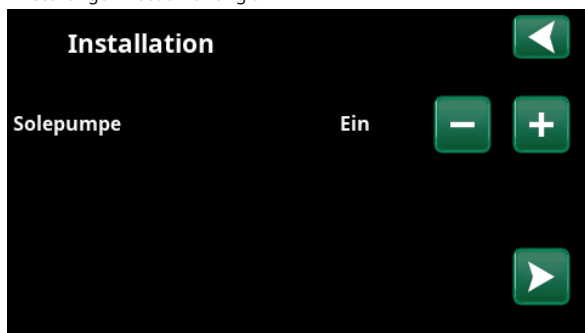 Installation
Solepumpe Ein − +